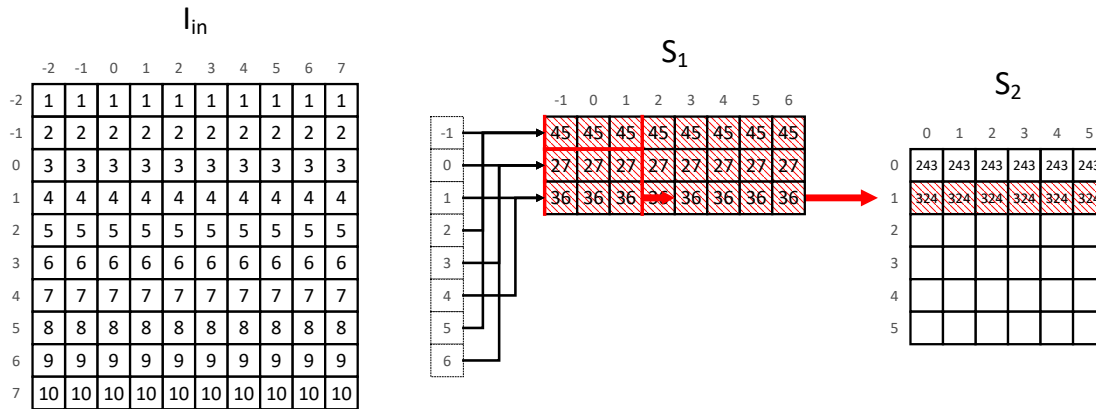 I_in
-2 -1 0 1 2 3 4 5 6 7
-2 1 1 1 1 1 1 1 1 1 1
-1 2 2 2 2 2 2 2 2 2 2
0 3 3 3 3 3 3 3 3 3 3
1 4 4 4 4 4 4 4 4 4 4
2 5 5 5 5 5 5 5 5 5 5
3 6 6 6 6 6 6 6 6 6 6
4 7 7 7 7 7 7 7 7 7 7
5 8 8 8 8 8 8 8 8 8 8
6 9 9 9 9 9 9 9 9 9 9
7 10 10 10 10 10 10 10 10 10 10
-1
0
1
2
3
4
5
6
S_1
-1 0 1 2 3 4 5 6
45 45 45 45 45 45 45 45
27 27 27 27 27 27 27 27
36 36 36 36 36 36 36 36
S_2
0 1 2 3 4 5
0 243 243 243 243 243 243
1 324 324 324 324 324 324
2
3
4
5